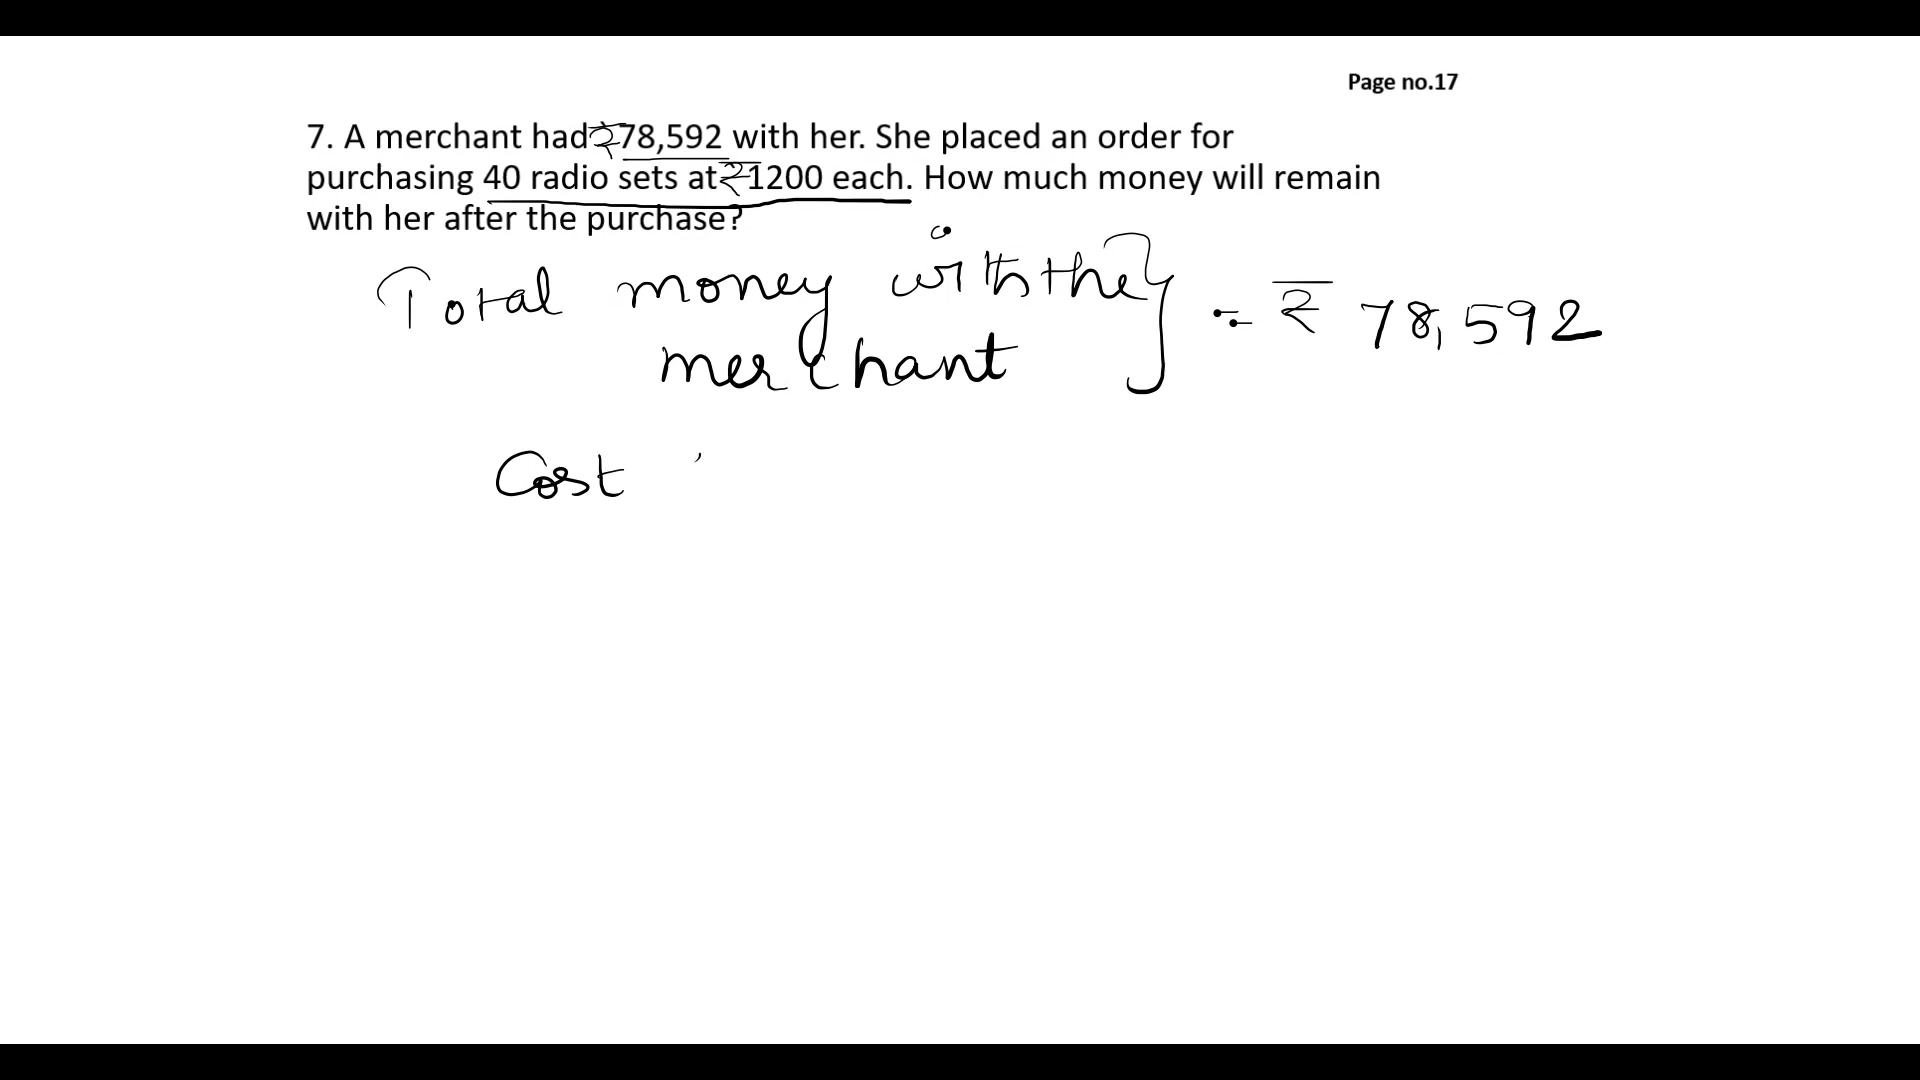 Page no.17
7. A merchant had ₹78,592 with her. She placed an order for
purchasing 40 radio sets at ₹1200 each. How much money will remain
with her after the purchase?
Total money with the } = ₹ 78,592
merchant
Cost